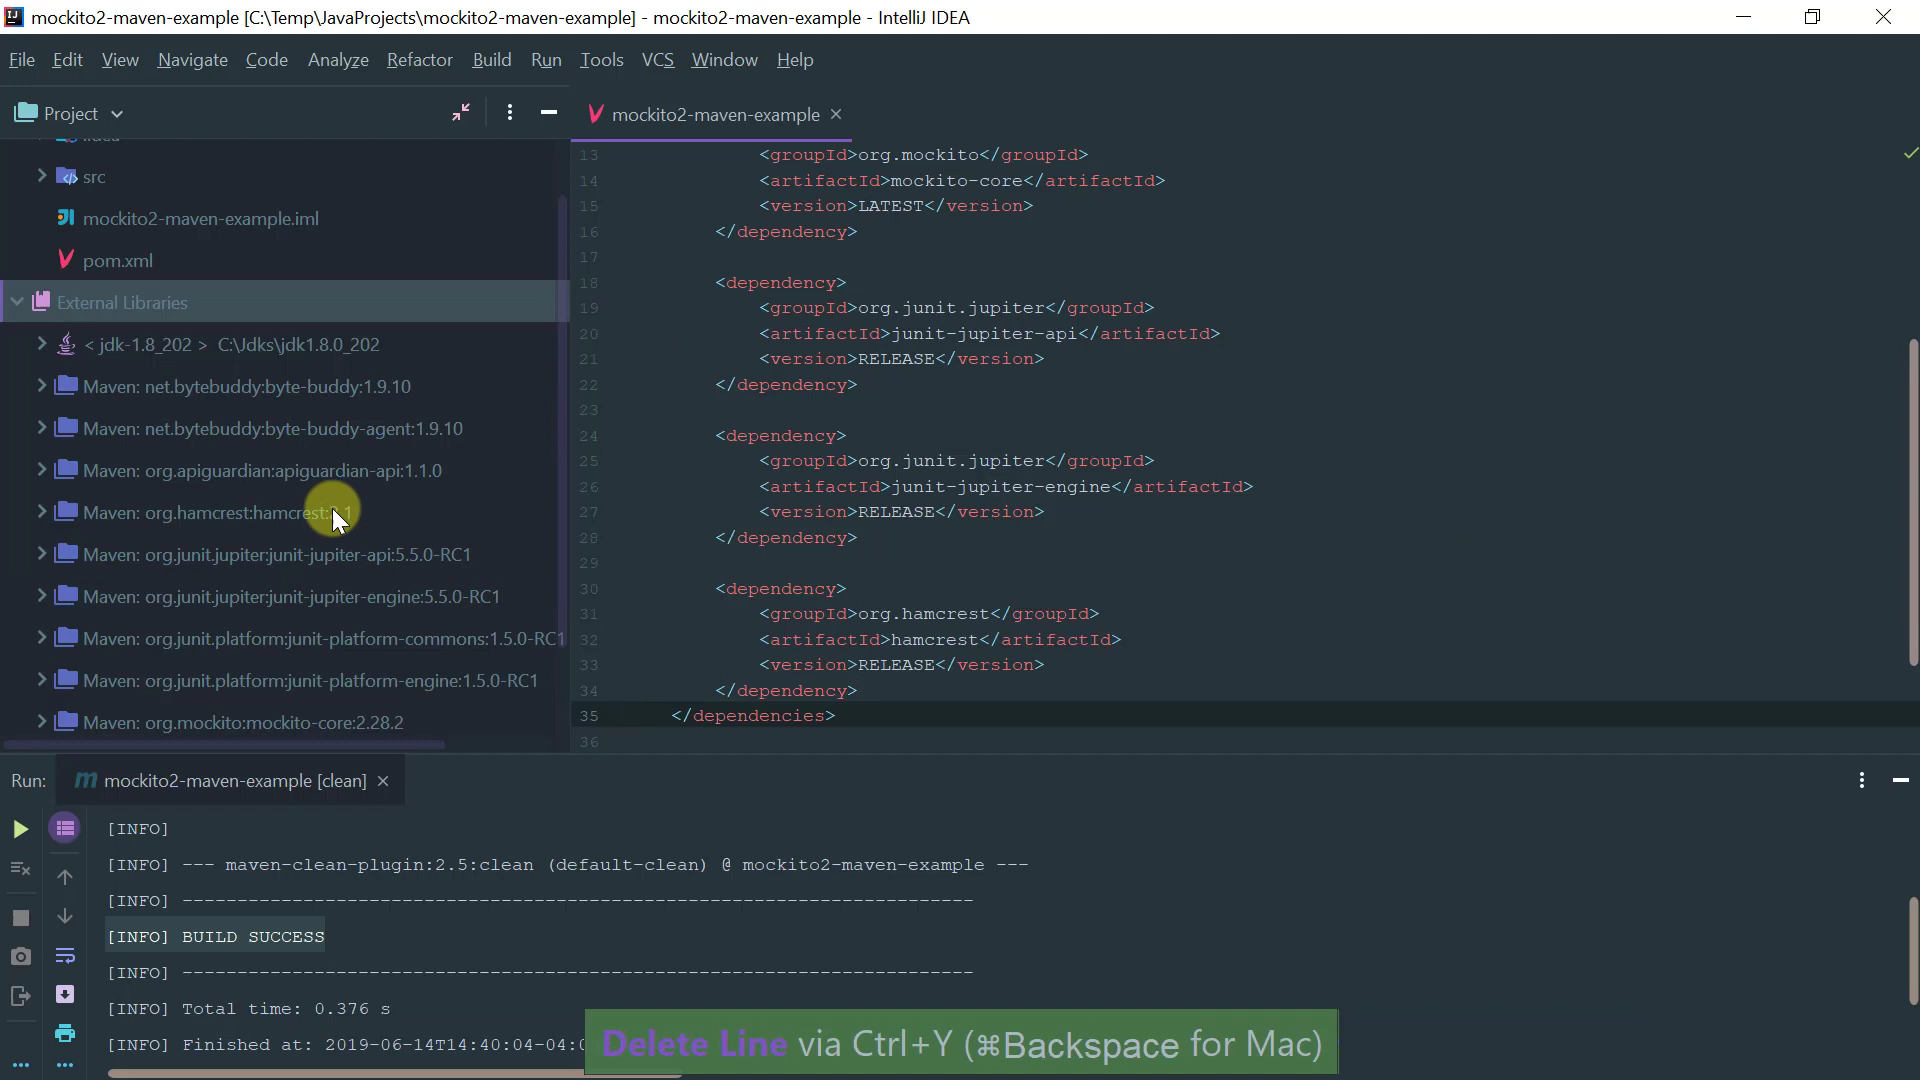 mockito2-maven-example [C:\Temp\JavaProjects\mockito2-maven-example] - mockito2-maven-example - IntelliJ IDEA
File Edit View Navigate Code Analyze Refactor Build Run Tools VCS Window Help
Project
mockito2-maven-example
src
mockito2-maven-example.iml
pom.xml
External Libraries
< jdk-1.8_202 > C:\Jdks\jdk1.8.0_202
Maven: net.bytebuddy:byte-buddy:1.9.10
Maven: net.bytebuddy:byte-buddy-agent:1.9.10
Maven: org.apiguardian:apiguardian-api:1.1.0
Maven: org.hamcrest:hamcrest:2.1
Maven: org.junit.jupiter:junit-jupiter-api:5.5.0-RC1
Maven: org.junit.jupiter:junit-jupiter-engine:5.5.0-RC1
Maven: org.junit.platform:junit-platform-commons:1.5.0-RC1
Maven: org.junit.platform:junit-platform-engine:1.5.0-RC1
Maven: org.mockito:mockito-core:2.28.2
13 <groupId>org.mockito</groupId>
14 <artifactId>mockito-core</artifactId>
15 <version>LATEST</version>
16 </dependency>
17
18 <dependency>
19 <groupId>org.junit.jupiter</groupId>
20 <artifactId>junit-jupiter-api</artifactId>
21 <version>RELEASE</version>
22 </dependency>
23
24 <dependency>
25 <groupId>org.junit.jupiter</groupId>
26 <artifactId>junit-jupiter-engine</artifactId>
27 <version>RELEASE</version>
28 </dependency>
29
30 <dependency>
31 <groupId>org.hamcrest</groupId>
32 <artifactId>hamcrest</artifactId>
33 <version>RELEASE</version>
34 </dependency>
35 </dependencies>
36
Run: mockito2-maven-example [clean]
[INFO]
[INFO] --- maven-clean-plugin:2.5:clean (default-clean) @ mockito2-maven-example ---
[INFO] ------------------------------------------------------------------------
[INFO] BUILD SUCCESS
[INFO] ------------------------------------------------------------------------
[INFO] Total time: 0.376 s
[INFO] Finished at: 2019-06-14T14:40:04-04:0
Delete Line via Ctrl+Y (⌘Backspace for Mac)